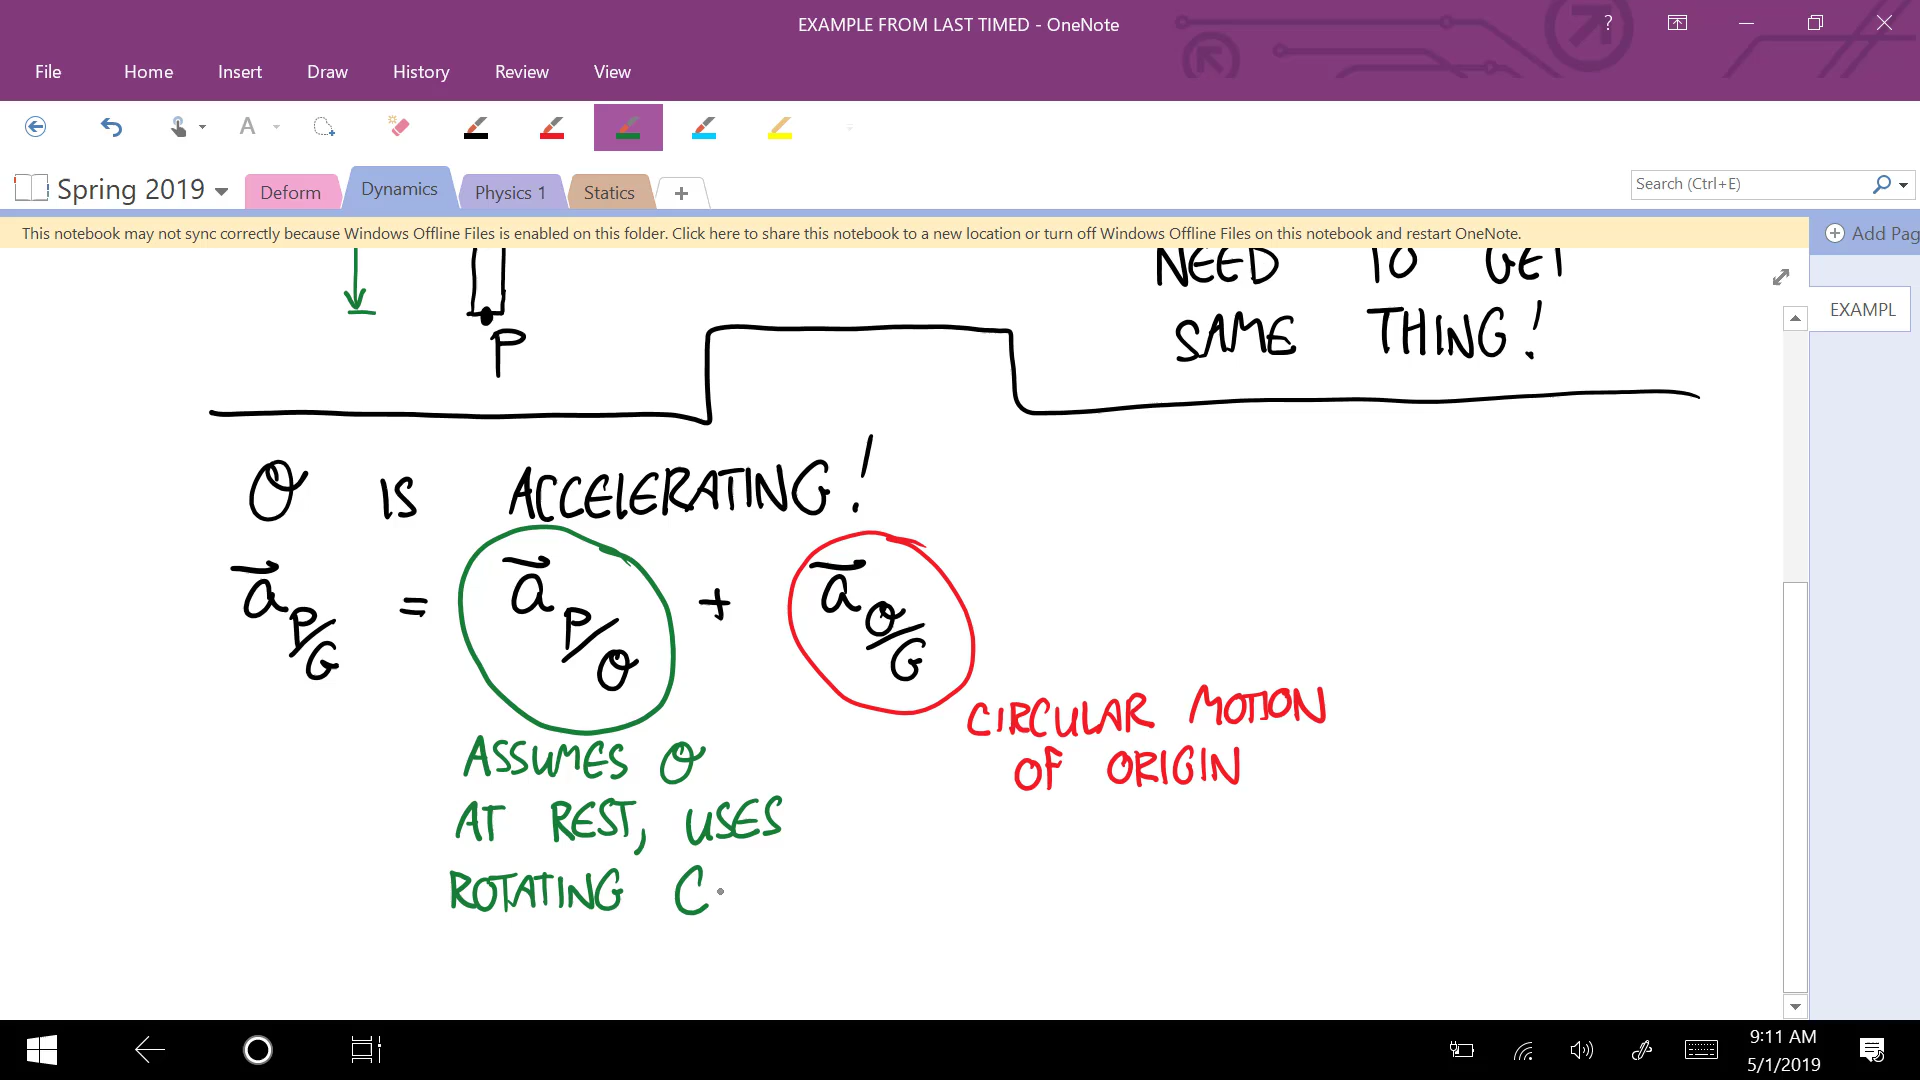 EXAMPLE FROM LAST TIMED - OneNote
?
File Home Insert Draw History Review View
A
Spring 2019 Deform Dynamics Physics 1 Statics +
Search (Ctrl+E)
This notebook may not sync correctly because Windows Offline Files is enabled on this folder. Click here to share this notebook to a new location or turn off Windows Offline Files on this notebook and restart OneNote.
Add Pag
EXAMPL
NEED TO GET
SAME THING!
P
O IS ACCELERATING!
a P/G = a P/O + a O/G
CIRCULAR MOTION
OF ORIGIN
ASSUMES O
AT REST, USES
ROTATING C
9:11 AM
5/1/2019